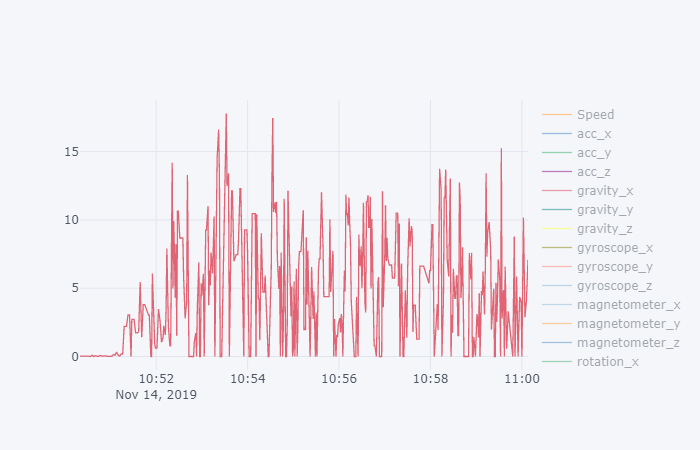 15
10
5
0
10:52
10:54
10:56
10:58
11:00
Nov 14, 2019
Speed
acc_x
acc_y
acc_z
gravity_x
gravity_y
gravity_z
gyroscope_x
gyroscope_y
gyroscope_z
magnetometer_x
magnetometer_y
magnetometer_z
rotation_x